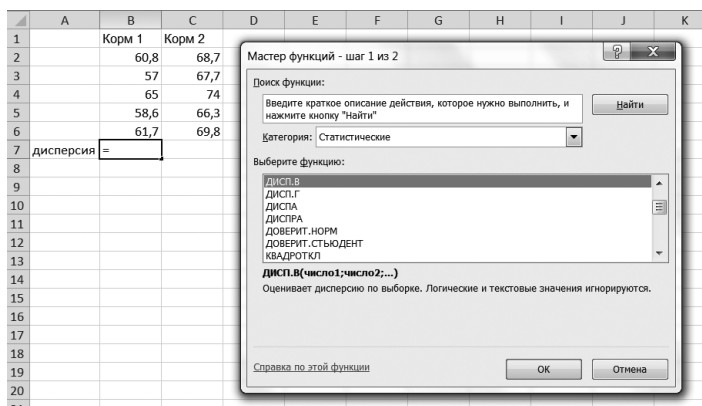 A B C D E F G H I J K
1 Корм 1 Корм 2
2 60,8 68,7
3 57 67,7
4 65 74
5 58,6 66,3
6 61,7 69,8
7 дисперсия =
8
9
10
11
12
13
14
15
16
17
18
19
20
Мастер функций - шаг 1 из 2
Поиск функции:
Введите краткое описание действия, которое нужно выполнить, и
нажмите кнопку "Найти"
Найти
Категория: Статистические
Выберите функцию:
ДИСП.В
ДИСП.Г
ДИСПА
ДИСПРА
ДОВЕРИТ.НОРМ
ДОВЕРИТ.СТЬЮДЕНТ
КВАДРОТКЛ
ДИСП.В(число1;число2;...)
Оценивает дисперсию по выборке. Логические и текстовые значения игнорируются.
Справка по этой функции
ОК Отмена